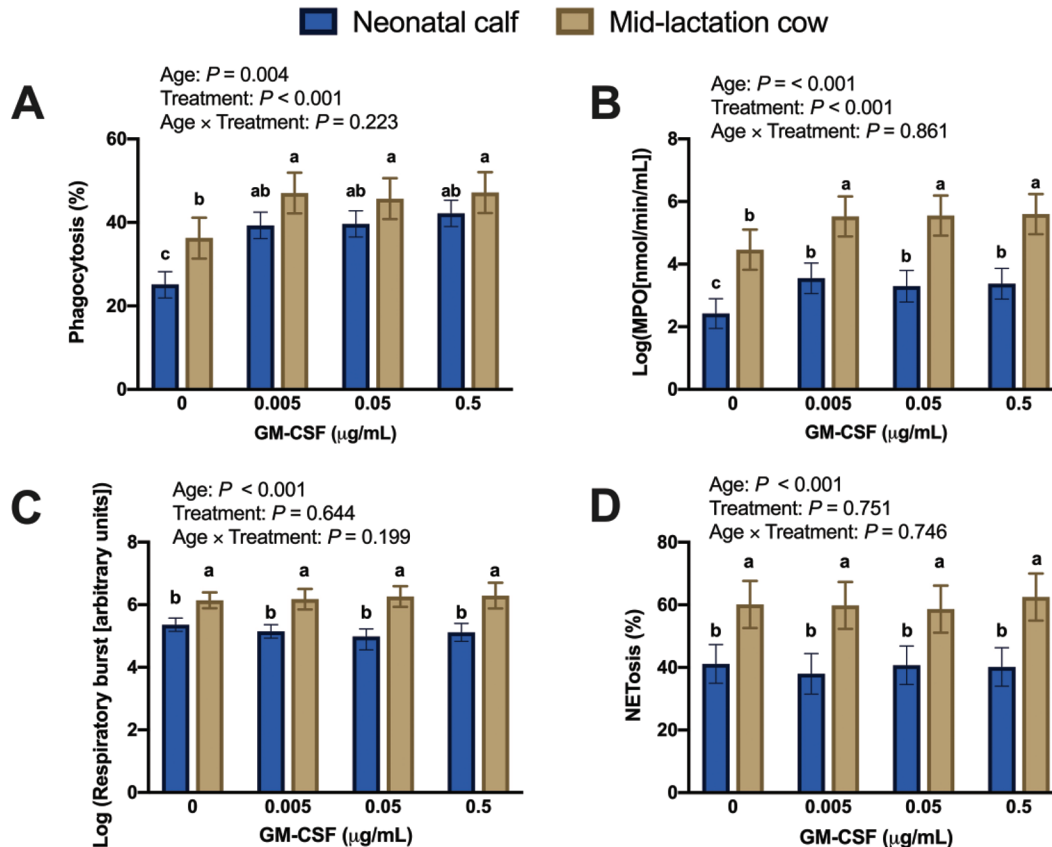 Neonatal calf Mid-lactation cow
A
Age: P = 0.004
Treatment: P < 0.001
Age × Treatment: P = 0.223
Phagocytosis (%)
60
40
20
0
c b ab a ab a ab a
0 0.005 0.05 0.5
GM-CSF (μg/mL)
B
Age: P = < 0.001
Treatment: P < 0.001
Age × Treatment: P = 0.861
Log(MPO[nmol/min/mL])
8
6
4
2
0
c b b a b a b a
0 0.005 0.05 0.5
GM-CSF (μg/mL)
C
Age: P < 0.001
Treatment: P = 0.644
Age × Treatment: P = 0.199
Log (Respiratory burst [arbitrary units])
8
6
4
2
0
b a b a b a b a
0 0.005 0.05 0.5
GM-CSF (μg/mL)
D
Age: P < 0.001
Treatment: P = 0.751
Age × Treatment: P = 0.746
NETosis (%)
80
60
40
20
0
b a b a b a b a
0 0.005 0.05 0.5
GM-CSF (μg/mL)